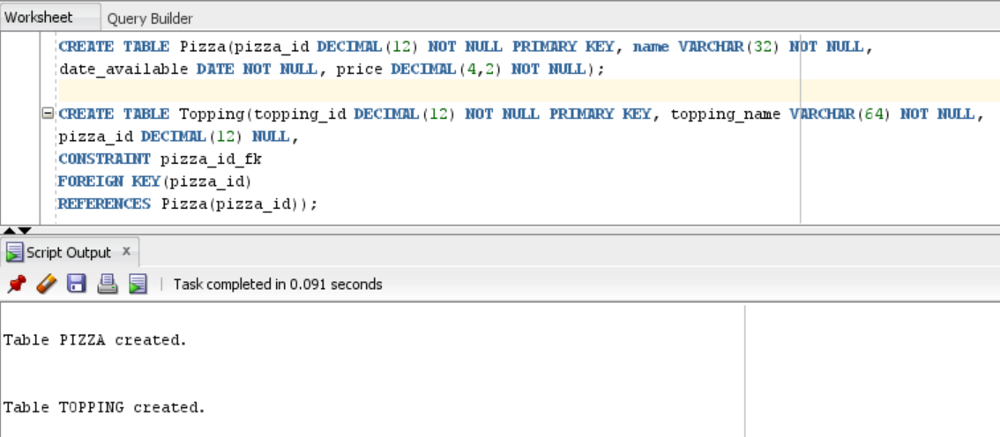 Worksheet Query Builder
CREATE TABLE Pizza(pizza_id DECIMAL(12) NOT NULL PRIMARY KEY, name VARCHAR(32) NOT NULL,
date_available DATE NOT NULL, price DECIMAL(4,2) NOT NULL);
CREATE TABLE Topping(topping_id DECIMAL(12) NOT NULL PRIMARY KEY, topping_name VARCHAR(64) NOT NULL,
pizza_id DECIMAL(12) NULL,
CONSTRAINT pizza_id_fk
FOREIGN KEY(pizza_id)
REFERENCES Pizza(pizza_id));
Script Output x
Task completed in 0.091 seconds
Table PIZZA created.
Table TOPPING created.